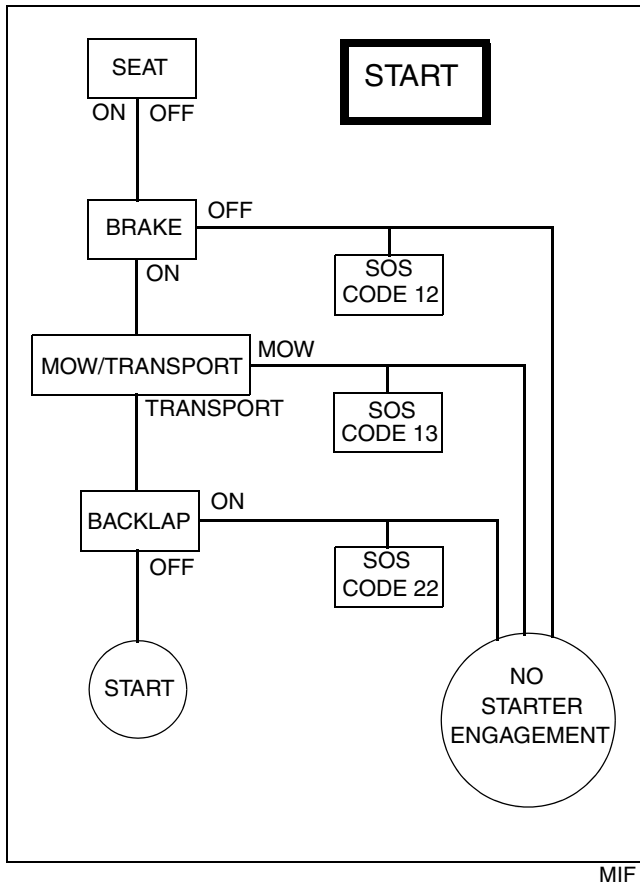 SEAT
START
ON OFF
BRAKE
OFF
ON
SOS
CODE 12
MOW/TRANSPORT
MOW
TRANSPORT
SOS
CODE 13
BACKLAP
ON
OFF
SOS
CODE 22
START
NO
STARTER
ENGAGEMENT
MIF